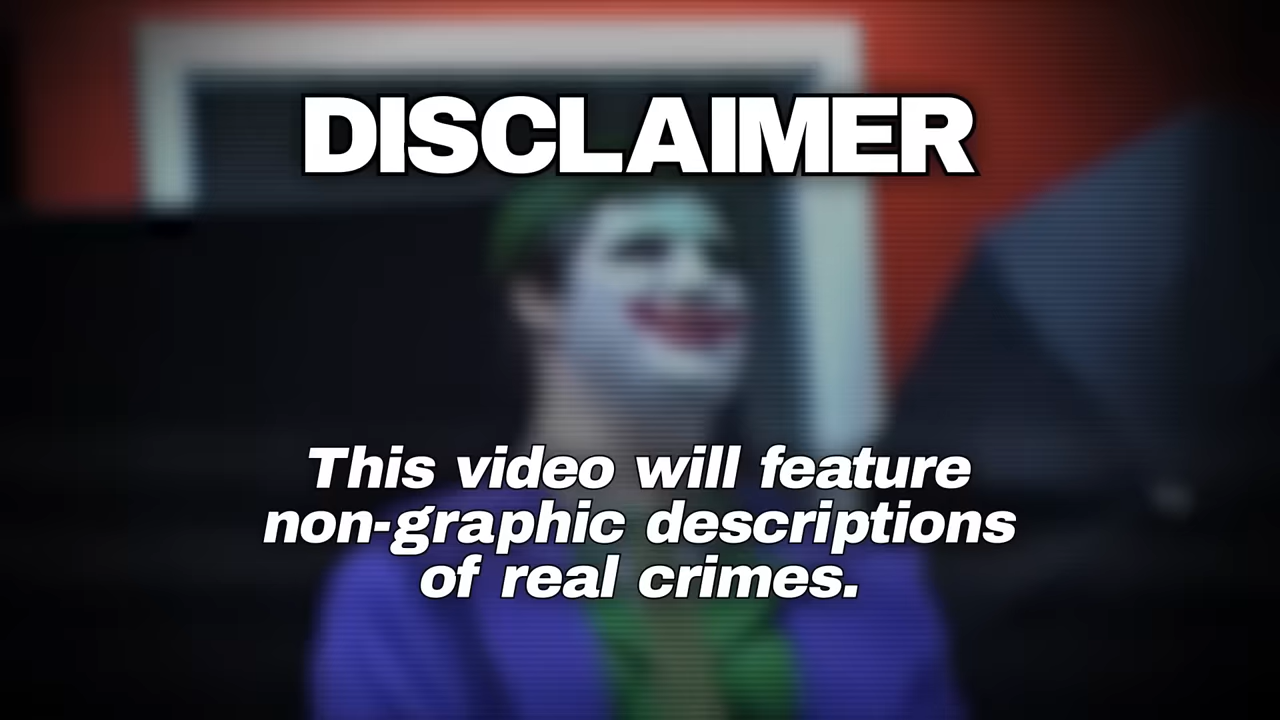 DISCLAIMER
This video will feature
non-graphic descriptions
of real crimes.